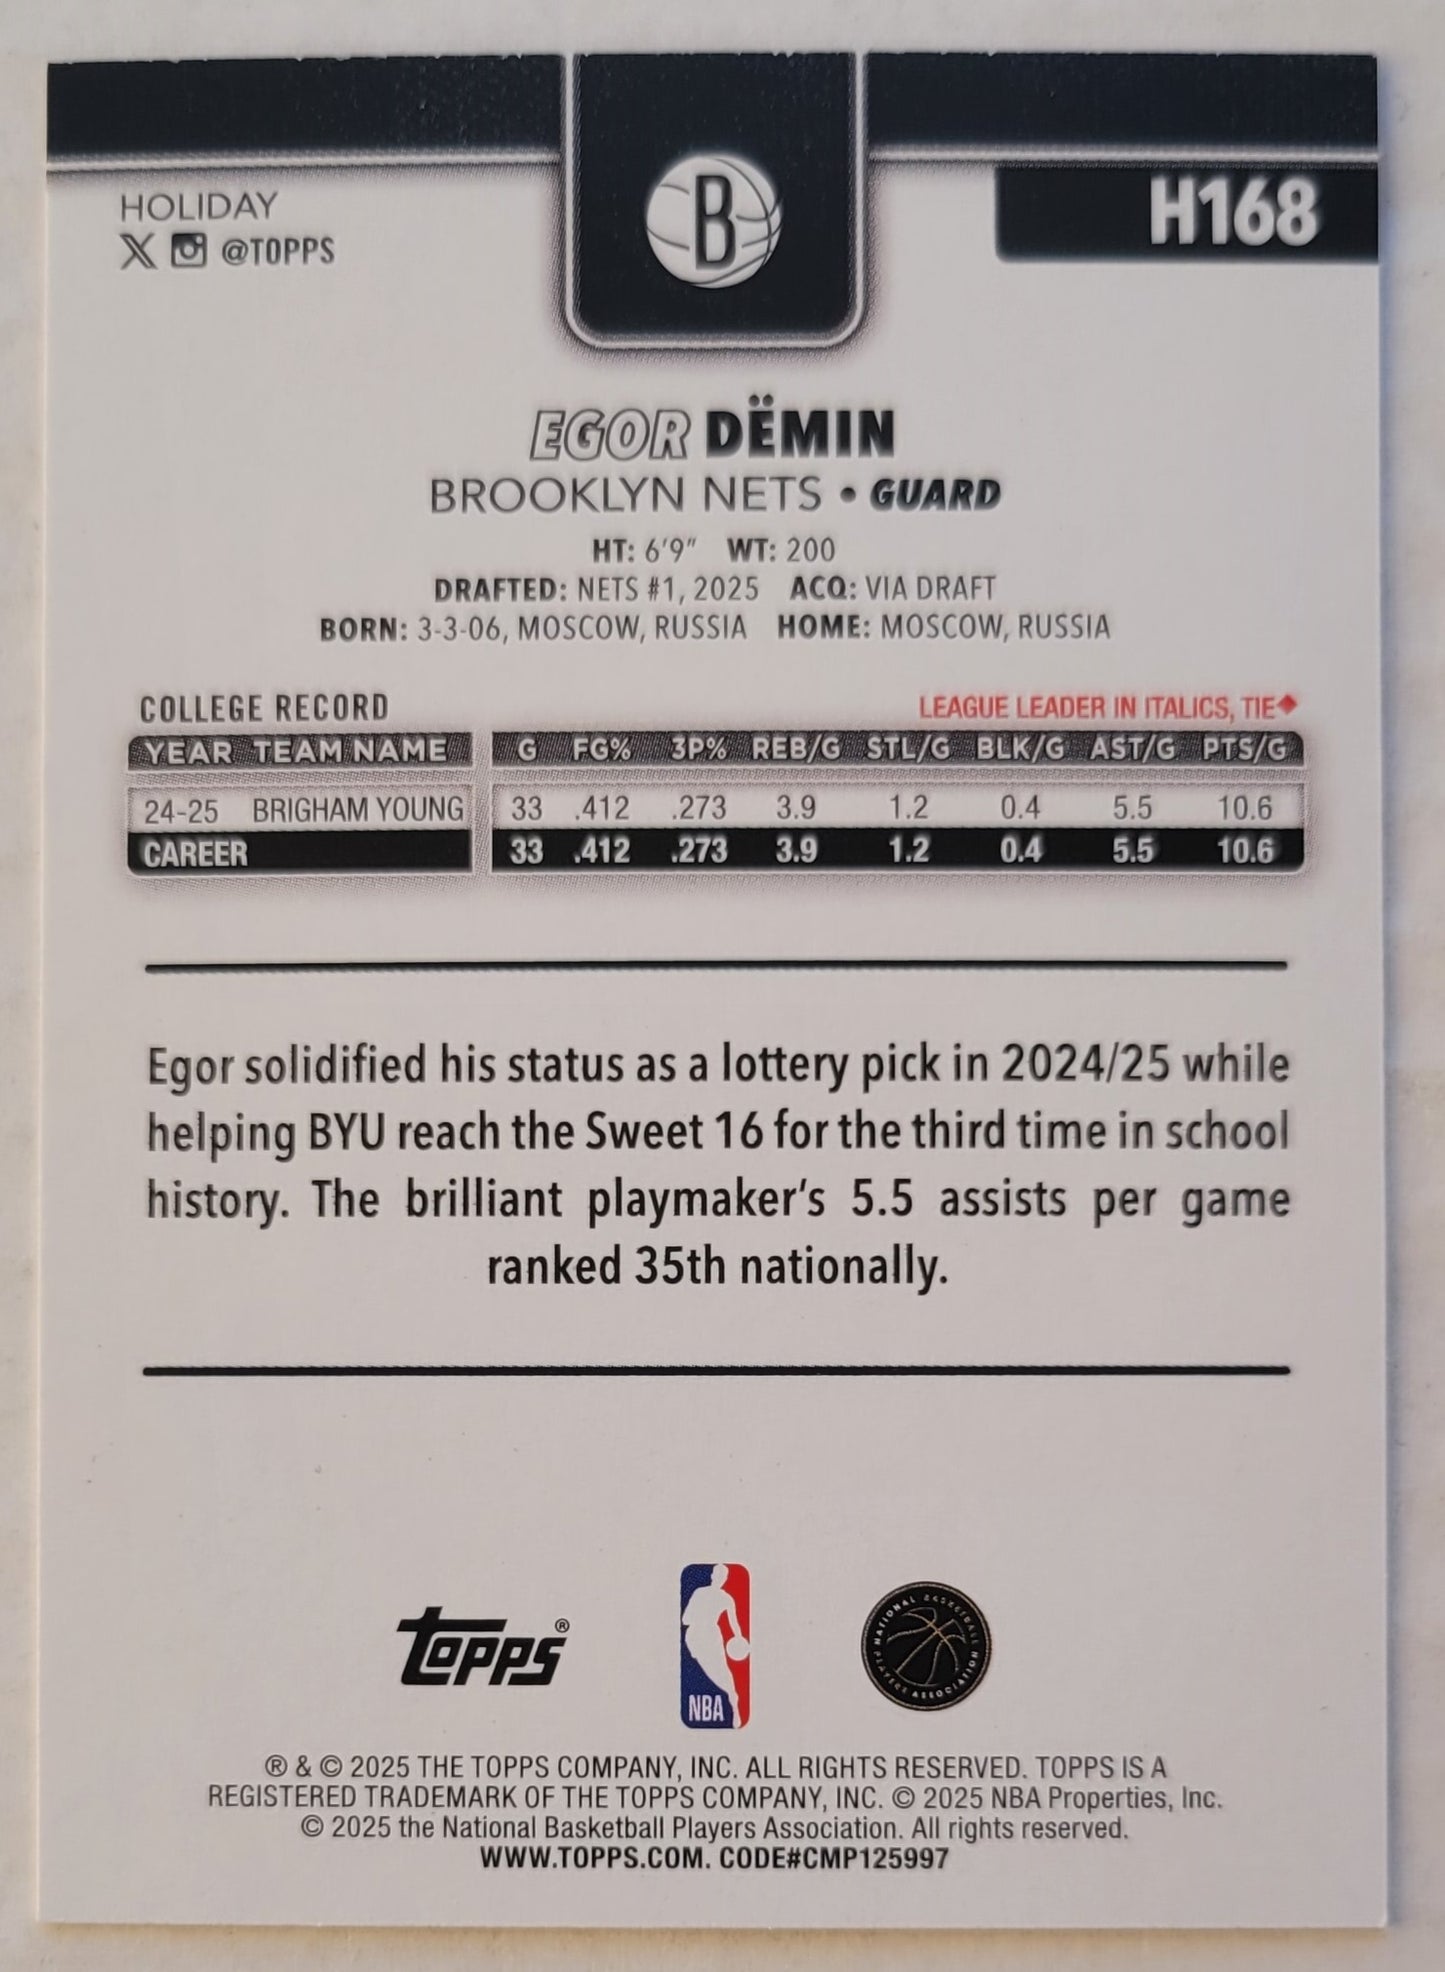 HOLIDAY
X @TOPPS
B
H168
EGOR DËMIN
BROOKLYN NETS • GUARD
HT: 6'9" WT: 200
DRAFTED: NETS #1, 2025 ACQ: VIA DRAFT
BORN: 3-3-06, MOSCOW, RUSSIA HOME: MOSCOW, RUSSIA
COLLEGE RECORD LEAGUE LEADER IN ITALICS, TIE♦
YEAR TEAM NAME G FG% 3P% REB/G STL/G BLK/G AST/G PTS/G
24-25 BRIGHAM YOUNG 33 .412 .273 3.9 1.2 0.4 5.5 10.6
CAREER 33 .412 .273 3.9 1.2 0.4 5.5 10.6
Egor solidified his status as a lottery pick in 2024/25 while
helping BYU reach the Sweet 16 for the third time in school
history. The brilliant playmaker's 5.5 assists per game
ranked 35th nationally.
TOPPS®
NBA
NATIONAL BASKETBALL PLAYERS ASSOCIATION
® & © 2025 THE TOPPS COMPANY, INC. ALL RIGHTS RESERVED. TOPPS IS A
REGISTERED TRADEMARK OF THE TOPPS COMPANY, INC. © 2025 NBA Properties, Inc.
© 2025 the National Basketball Players Association. All rights reserved.
WWW.TOPPS.COM. CODE#CMP125997